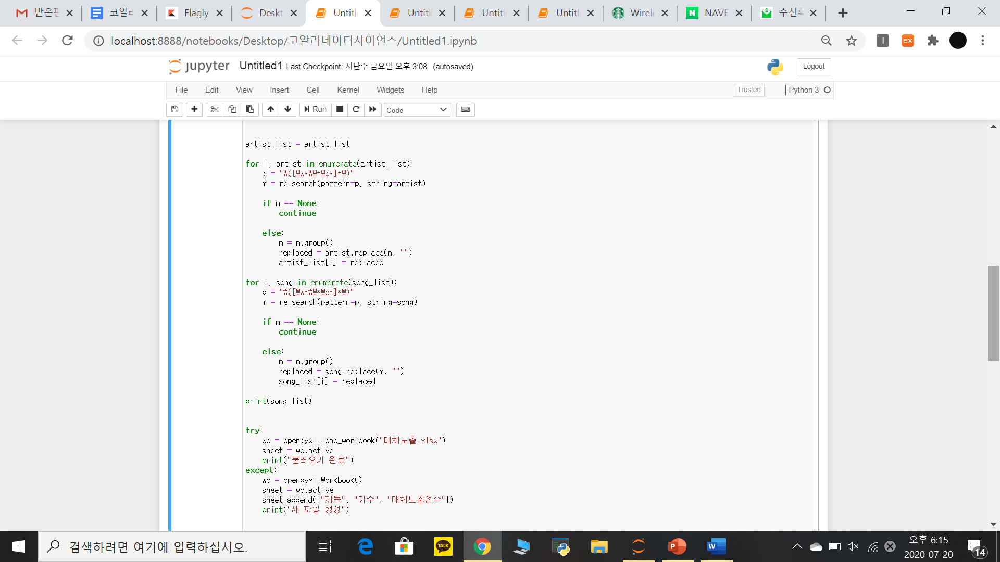 받은편
코알라
Flagly
Deskt
Untitl
Untitl
Untitl
Untitl
Wirele
NAVE
수신확
localhost:8888/notebooks/Desktop/코알라데이터사이언스/Untitled1.ipynb
EX
jupyter Untitled1 Last Checkpoint: 지난주 금요일 오후 3:08 (autosaved)
Logout
File Edit View Insert Cell Kernel Widgets Help
Trusted
Python 3
Run
Code
artist_list = artist_list
for i, artist in enumerate(artist_list):
p = "₩([₩w*₩W*₩d*]*₩)"
m = re.search(pattern=p, string=artist)
if m == None:
continue
else:
m = m.group()
replaced = artist.replace(m, "")
artist_list[i] = replaced
for i, song in enumerate(song_list):
p = "₩([₩w*₩W*₩d*]*₩)"
m = re.search(pattern=p, string=song)
if m == None:
continue
else:
m = m.group()
replaced = song.replace(m, "")
song_list[i] = replaced
print(song_list)
try:
wb = openpyxl.load_workbook("매체노출.xlsx")
sheet = wb.active
print("불러오기 완료")
except:
wb = openpyxl.Workbook()
sheet = wb.active
sheet.append(["제목", "가수", "매체노출점수"])
print("새 파일 생성")
검색하려면 여기에 입력하십시오.
TALK
오후 6:15
2020-07-20
14